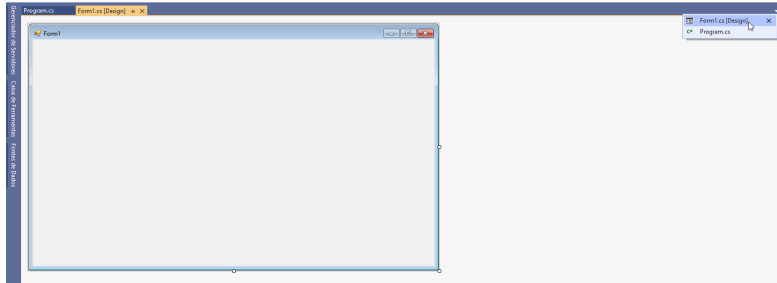 Program.cs
Form1.cs [Design]
Form1
Form1.cs [Design]
Program.cs
Gerenciador de Servidores
Caixa de Ferramentas
Fontes de Dados